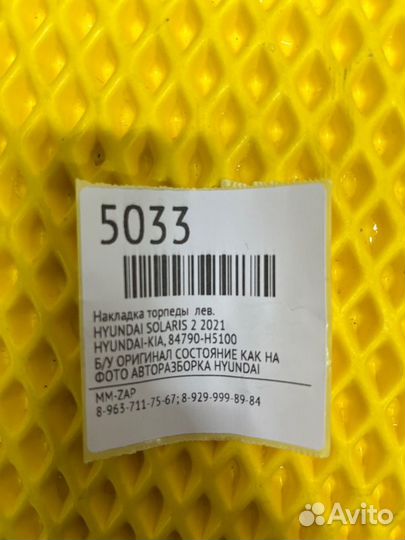 5033
Накладка торпеды лев.
HYUNDAI SOLARIS 2 2021
HYUNDAI-KIA, 84790-H5100
Б/У ОРИГИНАЛ СОСТОЯНИЕ КАК НА
ФОТО АВТОРАЗБОРКА HYUNDAI
MM-ZAP
8-963-711-75-67; 8-929-999-89-84
Avito